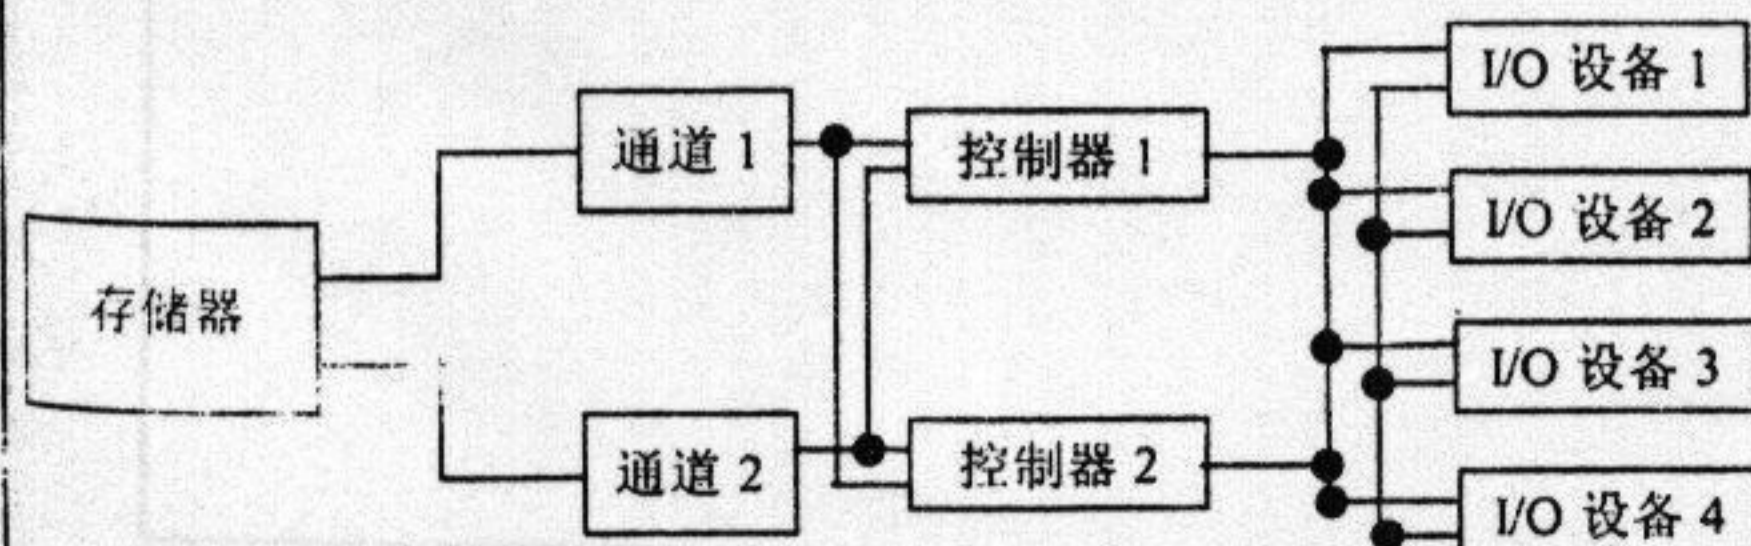 I/O 设备 1
通道 1
控制器 1
I/O 设备 2
存储器
I/O 设备 3
通道 2
控制器 2
I/O 设备 4